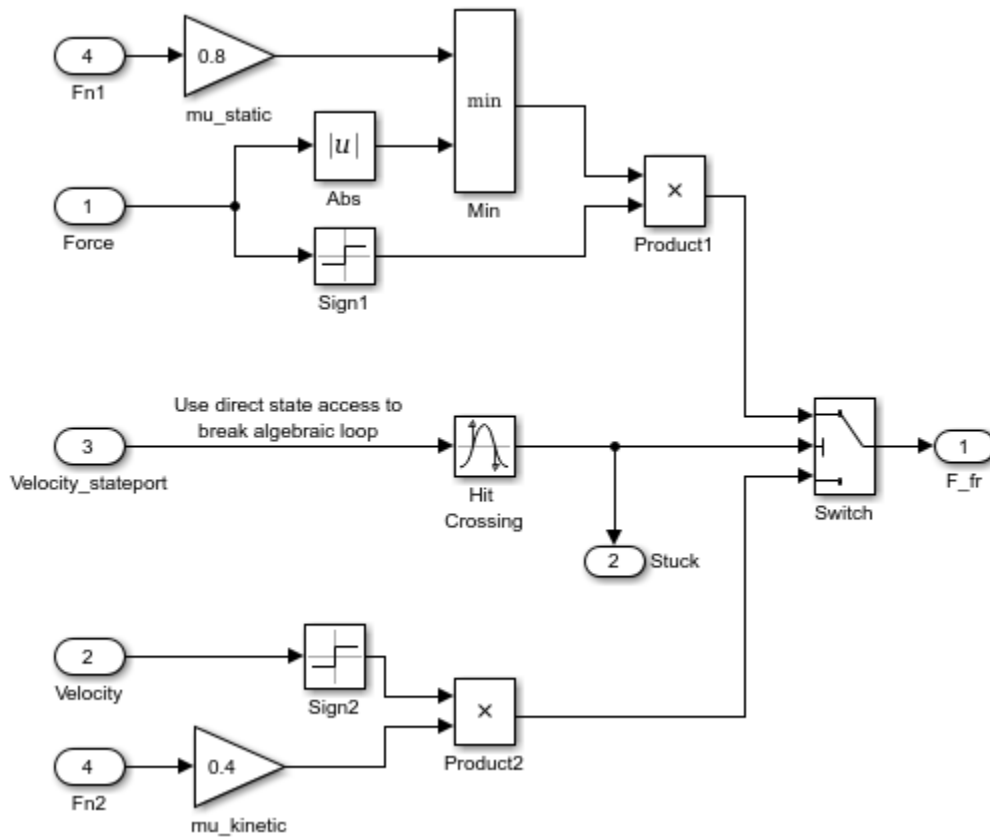 4
0.8
Fn1
mu_static
min
|u|
Abs
Min
1
Force
Sign1
×
Product1
Use direct state access to
break algebraic loop
3
Velocity_stateport
Hit
Crossing
Switch
1
F_fr
2
Stuck
2
Velocity
Sign2
×
Product2
4
Fn2
0.4
mu_kinetic